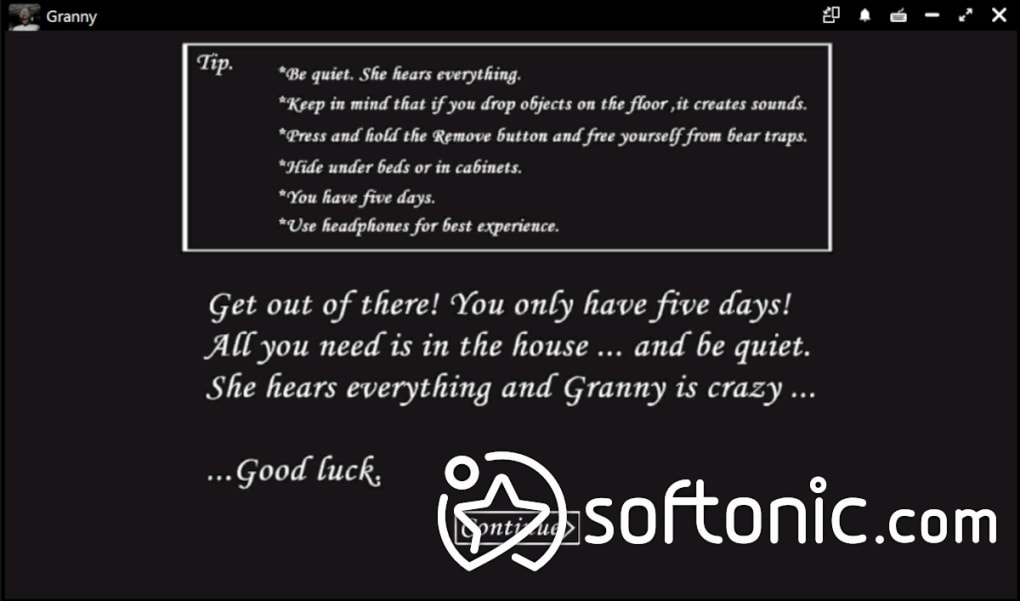 Granny
Tip.
*Be quiet. She hears everything.
*Keep in mind that if you drop objects on the floor ,it creates sounds.
*Press and hold the Remove button and free yourself from bear traps.
*Hide under beds or in cabinets.
*You have five days.
*Use headphones for best experience.
Get out of there! You only have five days!
All you need is in the house ... and be quiet.
She hears everything and Granny is crazy ...
...Good luck.
Continue>
softonic.com